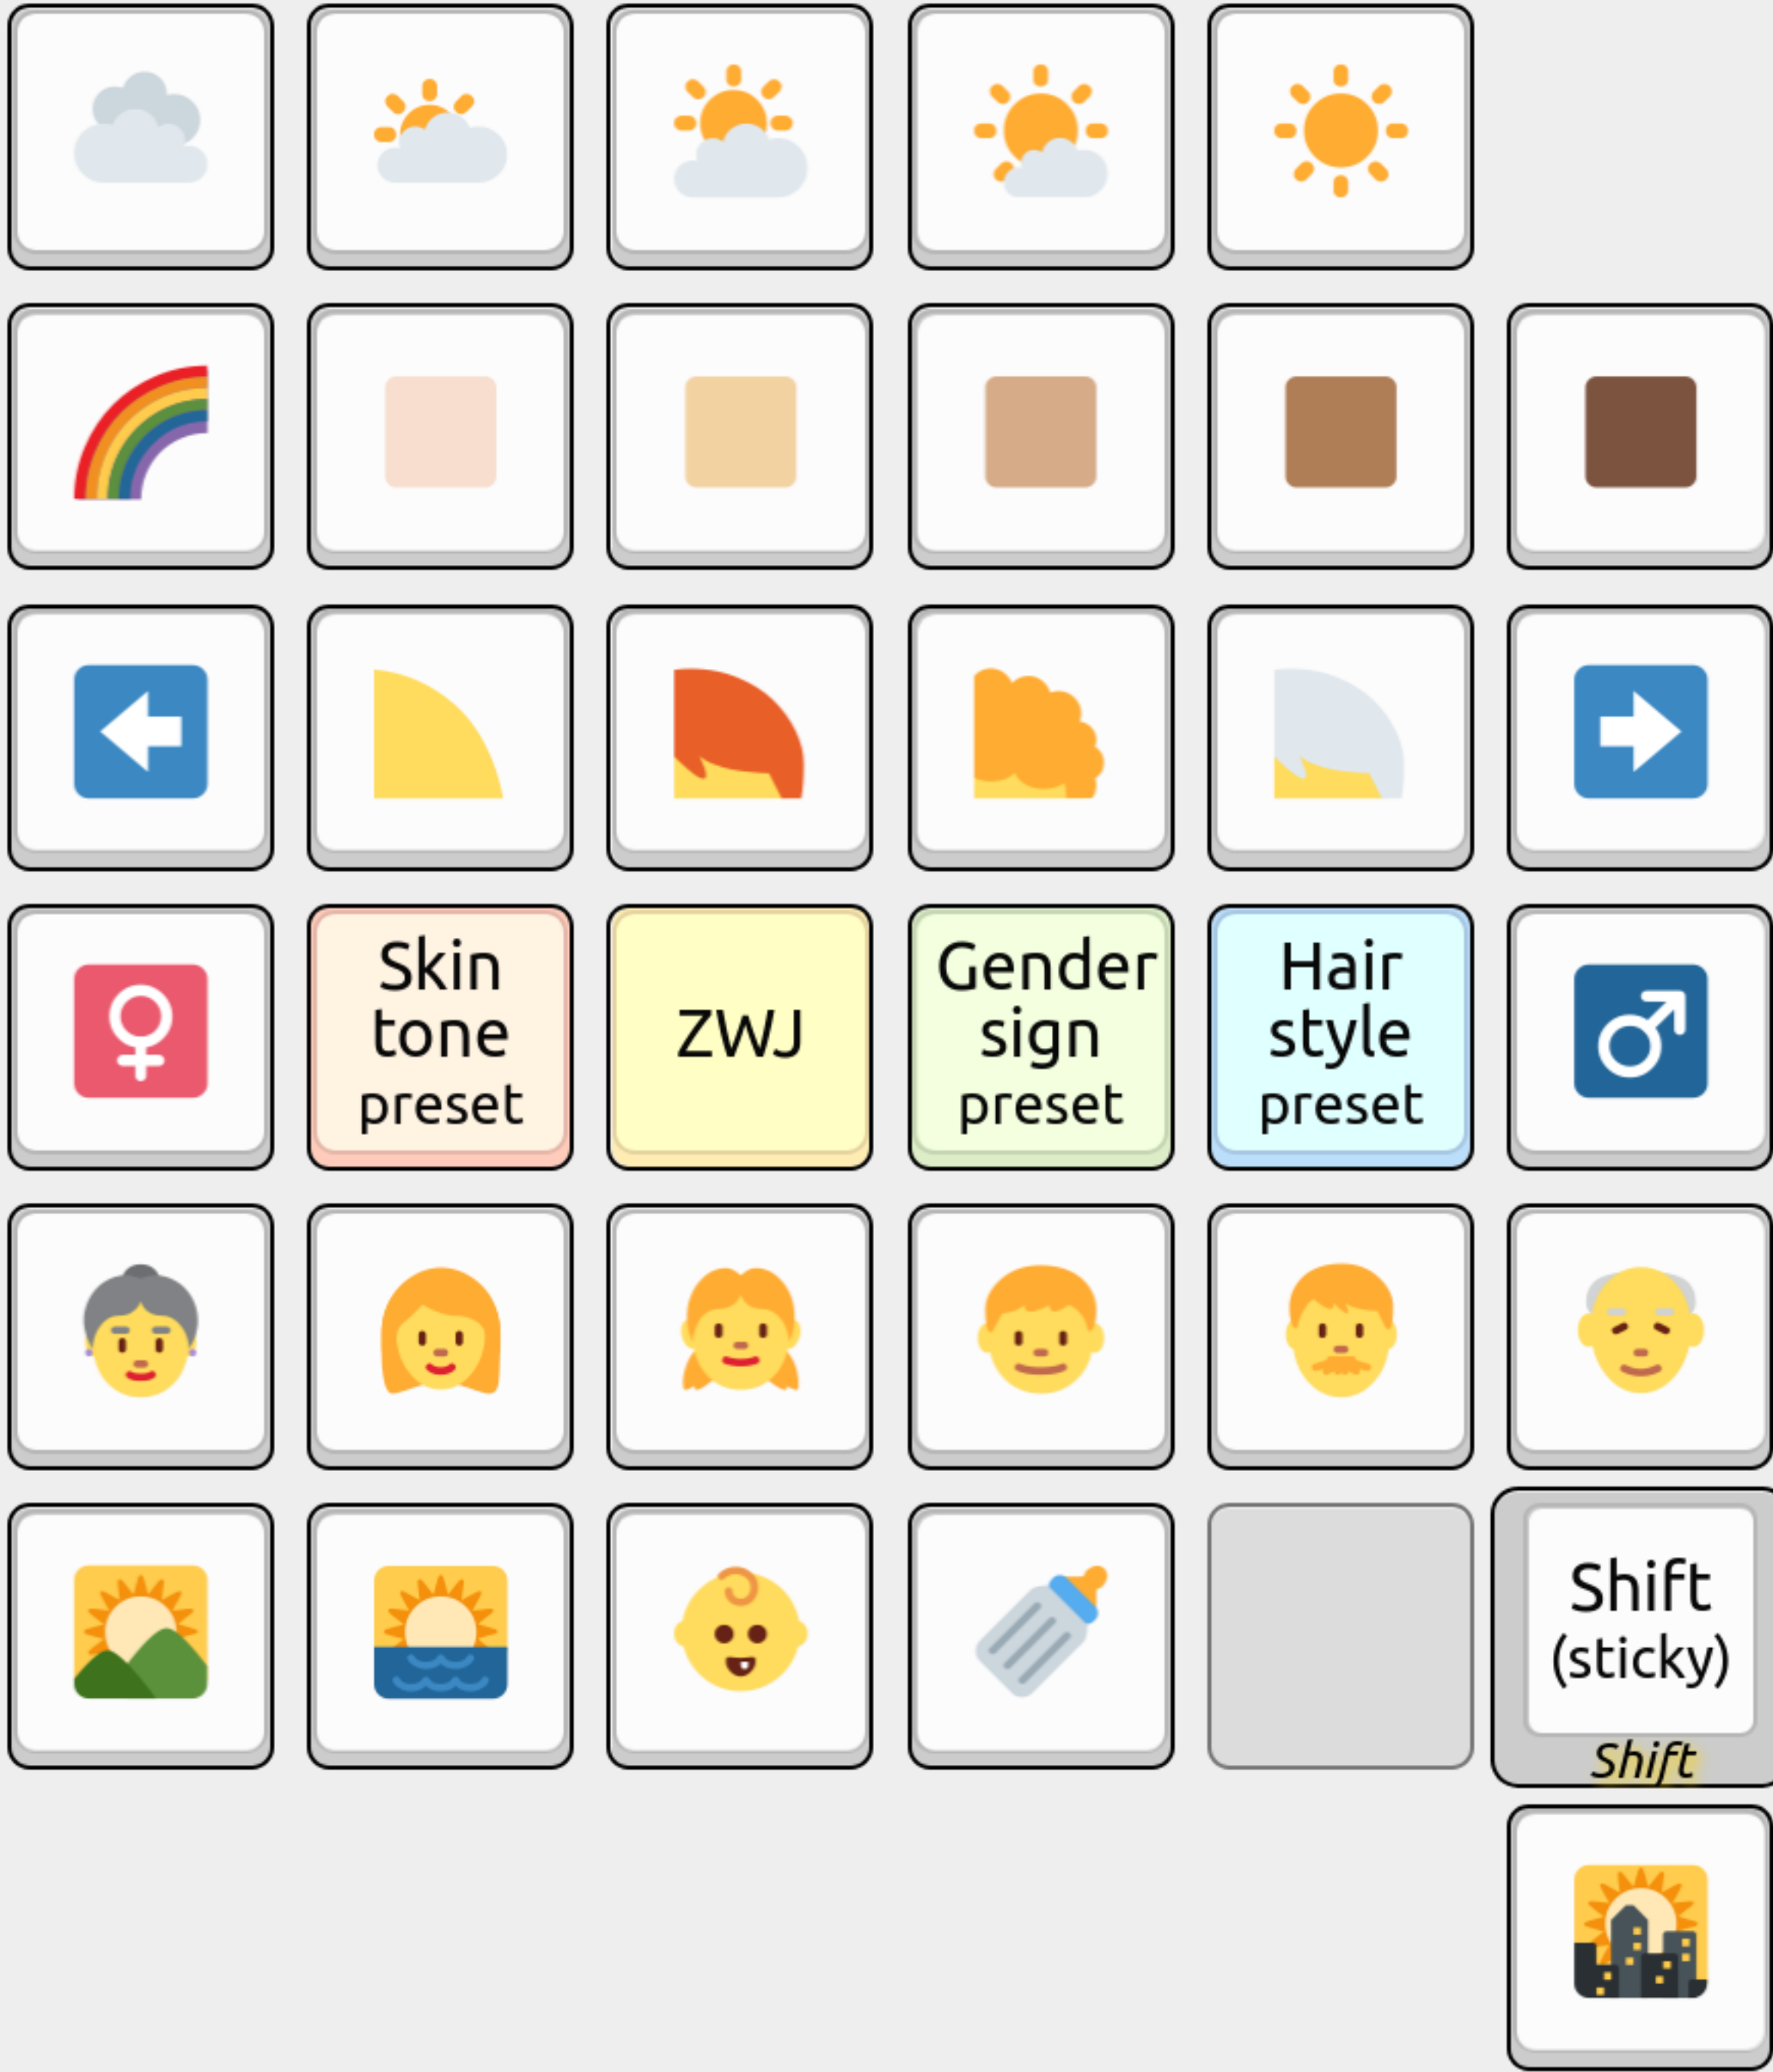 Skin
tone
preset
ZWJ
Gender
sign
preset
Hair
style
preset
Shift
(sticky)
Shift